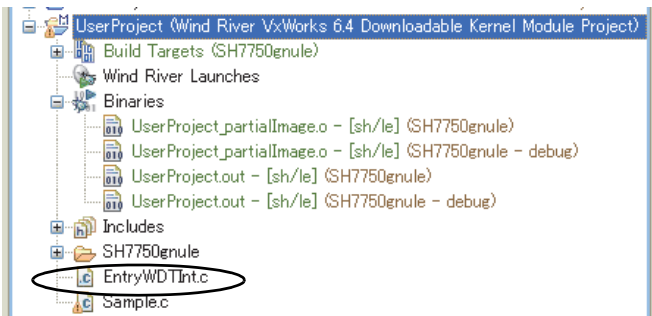 UserProject (Wind River VxWorks 6.4 Downloadable Kernel Module Project)
Build Targets (SH7750gnule)
Wind River Launches
Binaries
UserProject_partialImage.o - [sh/le] (SH7750gnule)
UserProject_partialImage.o - [sh/le] (SH7750gnule - debug)
UserProject.out - [sh/le] (SH7750gnule)
UserProject.out - [sh/le] (SH7750gnule - debug)
Includes
SH7750gnule
EntryWDTInt.c
Sample.c